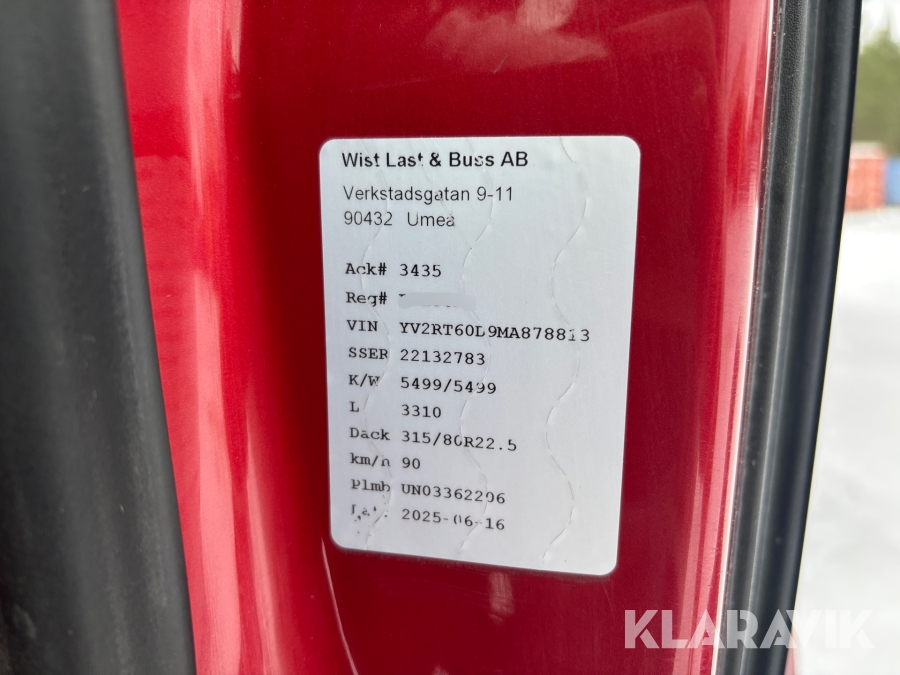 Wist Last & Buss AB
Verkstadsgatan 9-11
90432 Umeå
Ack# 3435
Reg#
VIN YV2RT60D9MA878813
SSER 22132783
K/W 5499/5499
L 3310
Dack 315/80R22.5
km/h 90
Plmb UN03362206
2025-06-16
KLARAVIK